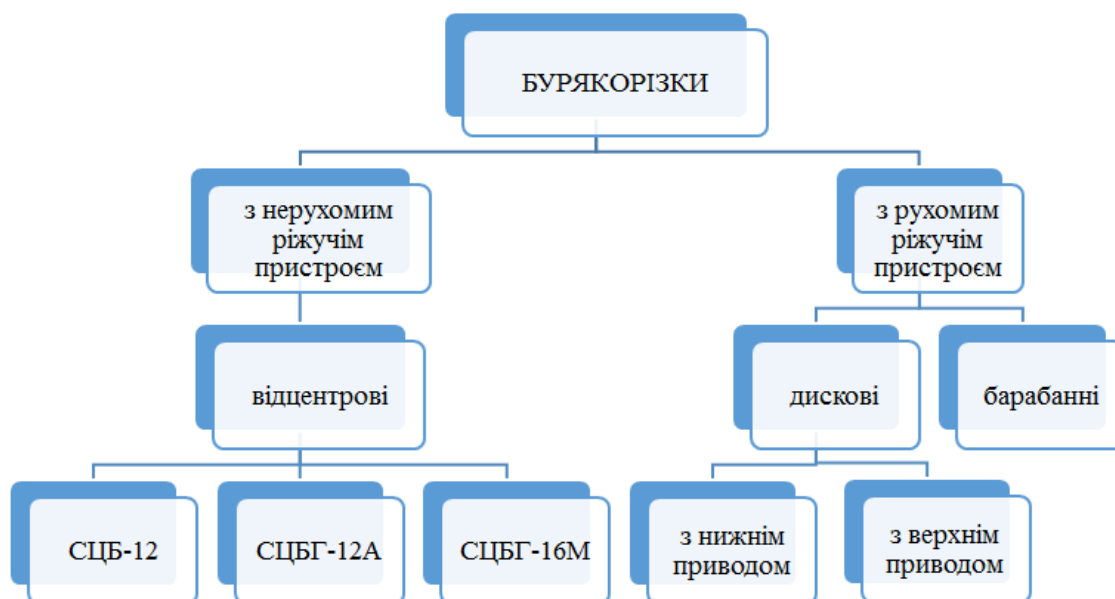 БУРЯКОРІЗКИ
з нерухомим
ріжучім
пристроєм
з рухомим
ріжучім
пристроєм
відцентрові
дискові
барабанні
СЦБ-12
СЦБГ-12А
СЦБГ-16М
з нижнім
приводом
з верхнім
приводом